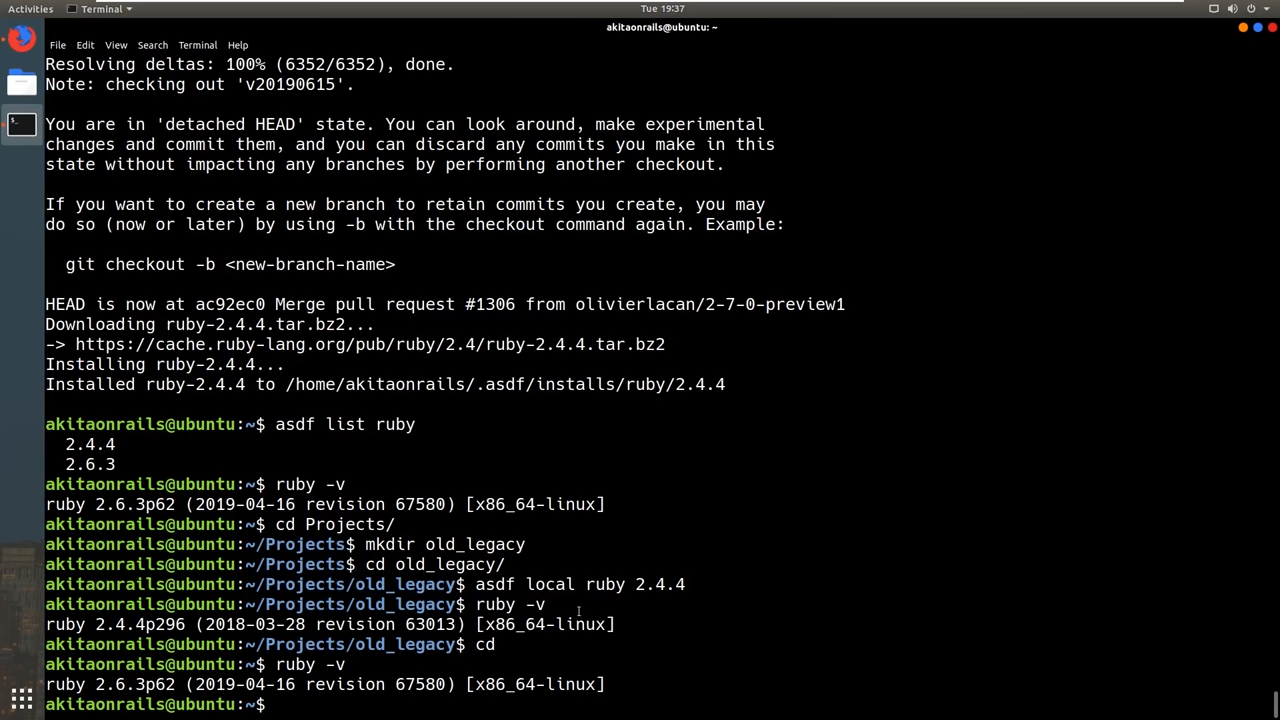 Activities
Terminal
Tue 19:37
akitaonrails@ubuntu: ~
File Edit View Search Terminal Help
Resolving deltas: 100% (6352/6352), done.
Note: checking out 'v20190615'.
You are in 'detached HEAD' state. You can look around, make experimental
changes and commit them, and you can discard any commits you make in this
state without impacting any branches by performing another checkout.
If you want to create a new branch to retain commits you create, you may
do so (now or later) by using -b with the checkout command again. Example:
git checkout -b <new-branch-name>
HEAD is now at ac92ec0 Merge pull request #1306 from olivierlacan/2-7-0-preview1
Downloading ruby-2.4.4.tar.bz2...
-> https://cache.ruby-lang.org/pub/ruby/2.4/ruby-2.4.4.tar.bz2
Installing ruby-2.4.4...
Installed ruby-2.4.4 to /home/akitaonrails/.asdf/installs/ruby/2.4.4
akitaonrails@ubuntu:~$ asdf list ruby
2.4.4
2.6.3
akitaonrails@ubuntu:~$ ruby -v
ruby 2.6.3p62 (2019-04-16 revision 67580) [x86_64-linux]
akitaonrails@ubuntu:~$ cd Projects/
akitaonrails@ubuntu:~/Projects$ mkdir old_legacy
akitaonrails@ubuntu:~/Projects$ cd old_legacy/
akitaonrails@ubuntu:~/Projects/old_legacy$ asdf local ruby 2.4.4
akitaonrails@ubuntu:~/Projects/old_legacy$ ruby -v
ruby 2.4.4p296 (2018-03-28 revision 63013) [x86_64-linux]
akitaonrails@ubuntu:~/Projects/old_legacy$ cd
akitaonrails@ubuntu:~$ ruby -v
ruby 2.6.3p62 (2019-04-16 revision 67580) [x86_64-linux]
akitaonrails@ubuntu:~$